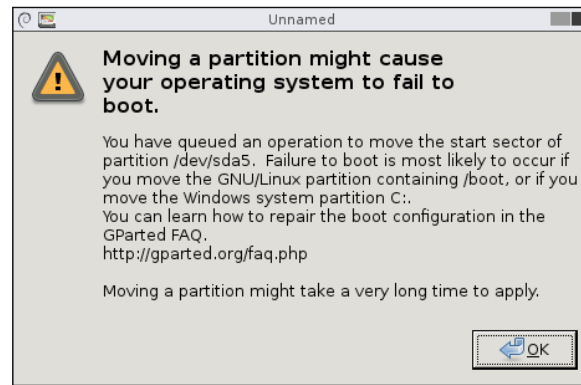 Unnamed
Moving a partition might cause
your operating system to fail to
boot.
You have queued an operation to move the start sector of
partition /dev/sda5.  Failure to boot is most likely to occur if
you move the GNU/Linux partition containing /boot, or if you
move the Windows system partition C:.
You can learn how to repair the boot configuration in the
GParted FAQ.
http://gparted.org/faq.php
Moving a partition might take a very long time to apply.
OK